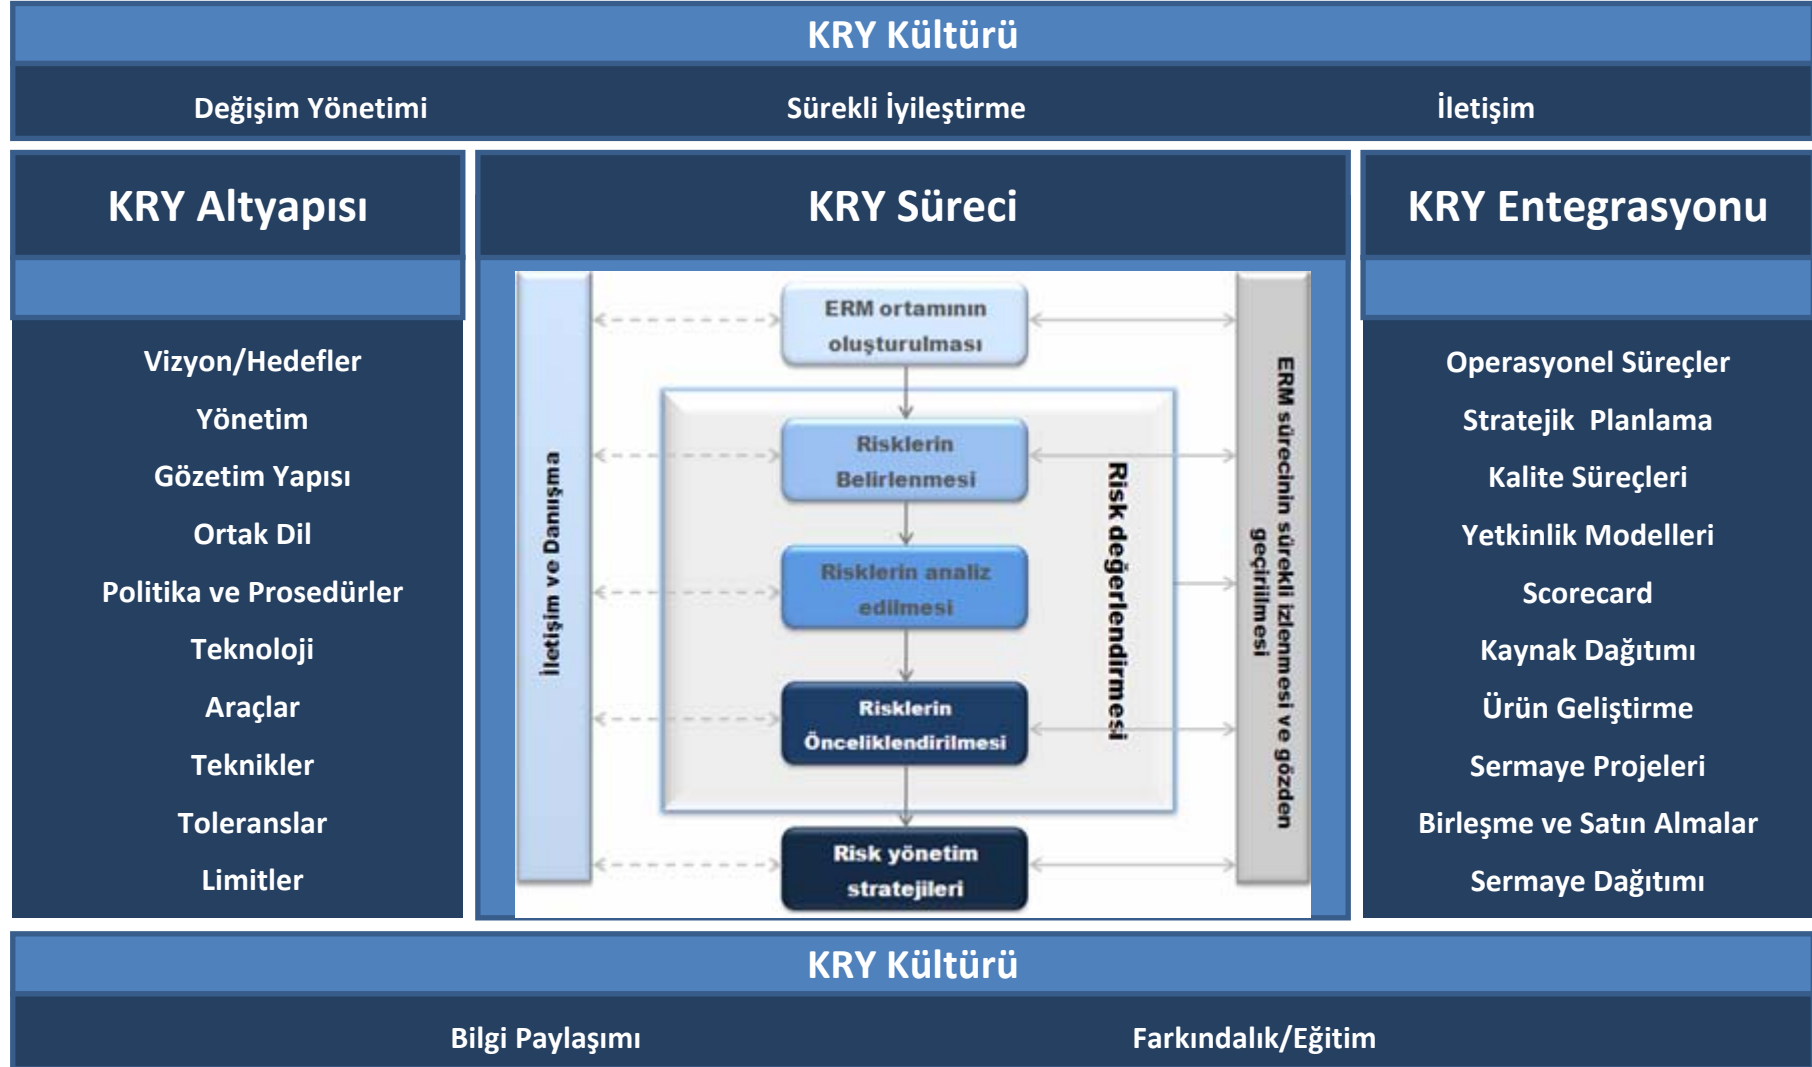 KRY Kültürü
Değişim Yönetimi
Sürekli İyileştirme
İletişim
KRY Altyapısı
Vizyon/Hedefler
Yönetim
Gözetim Yapısı
Ortak Dil
Politika ve Prosedürler
Teknoloji
Araçlar
Teknikler
Toleranslar
Limitler
KRY Süreci
İletişim ve Danışma
ERM ortamının
oluşturulması
Risklerin
Belirlenmesi
Risklerin analiz
edilmesi
Risklerin
Önceliklendirilmesi
Risk yönetim
stratejileri
Risk değerlendirmesi
ERM sürecinin sürekli izlenmesi ve gözden
geçirilmesi
KRY Entegrasyonu
Operasyonel Süreçler
Stratejik Planlama
Kalite Süreçleri
Yetkinlik Modelleri
Scorecard
Kaynak Dağıtımı
Ürün Geliştirme
Sermaye Projeleri
Birleşme ve Satın Almalar
Sermaye Dağıtımı
KRY Kültürü
Bilgi Paylaşımı
Farkındalık/Eğitim